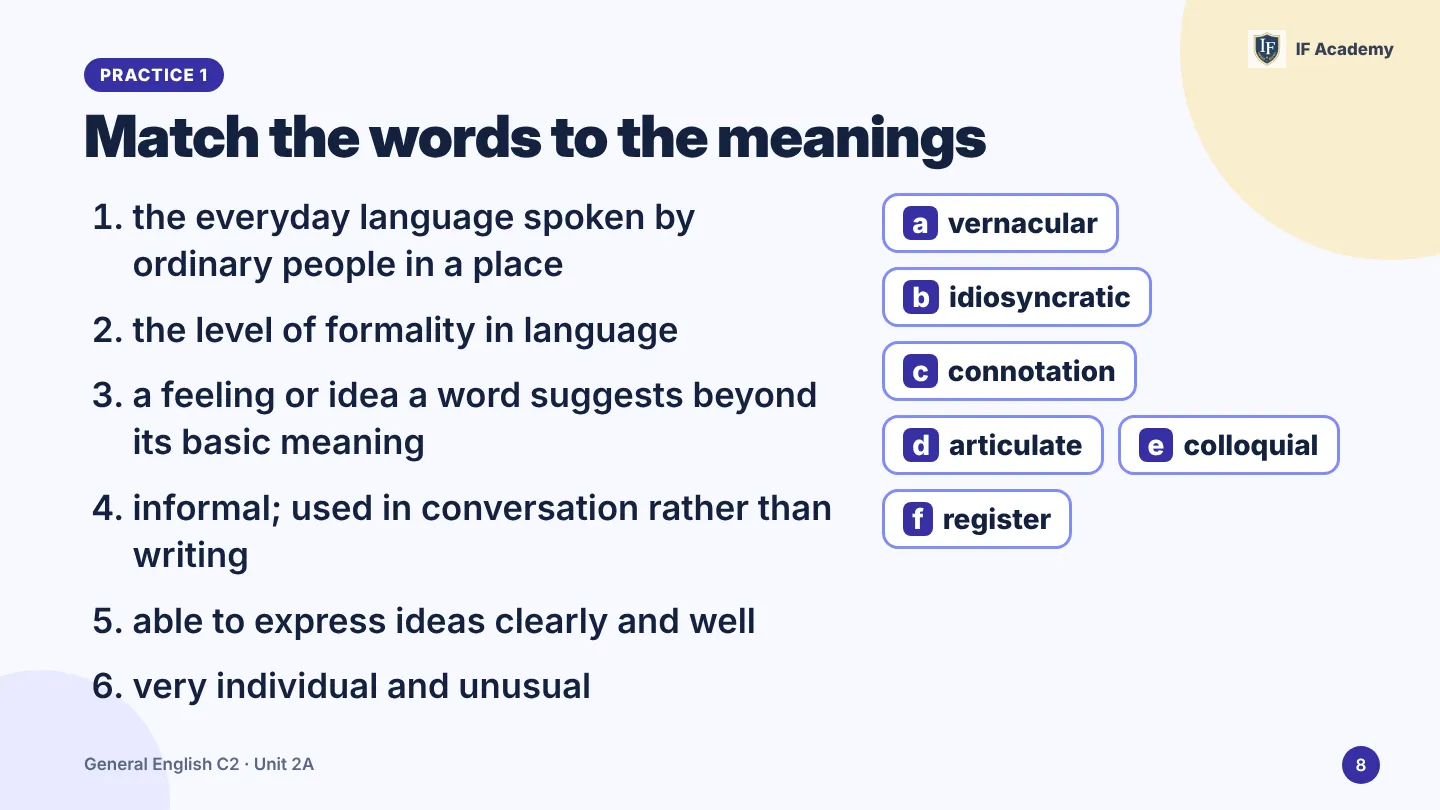 IF
IF Academy
PRACTICE 1
Match the words to the meanings
1. the everyday language spoken by
ordinary people in a place
2. the level of formality in language
3. a feeling or idea a word suggests beyond
its basic meaning
4. informal; used in conversation rather than
writing
5. able to express ideas clearly and well
6. very individual and unusual
a vernacular
b idiosyncratic
c connotation
d articulate e colloquial
f register
General English C2 · Unit 2A
8